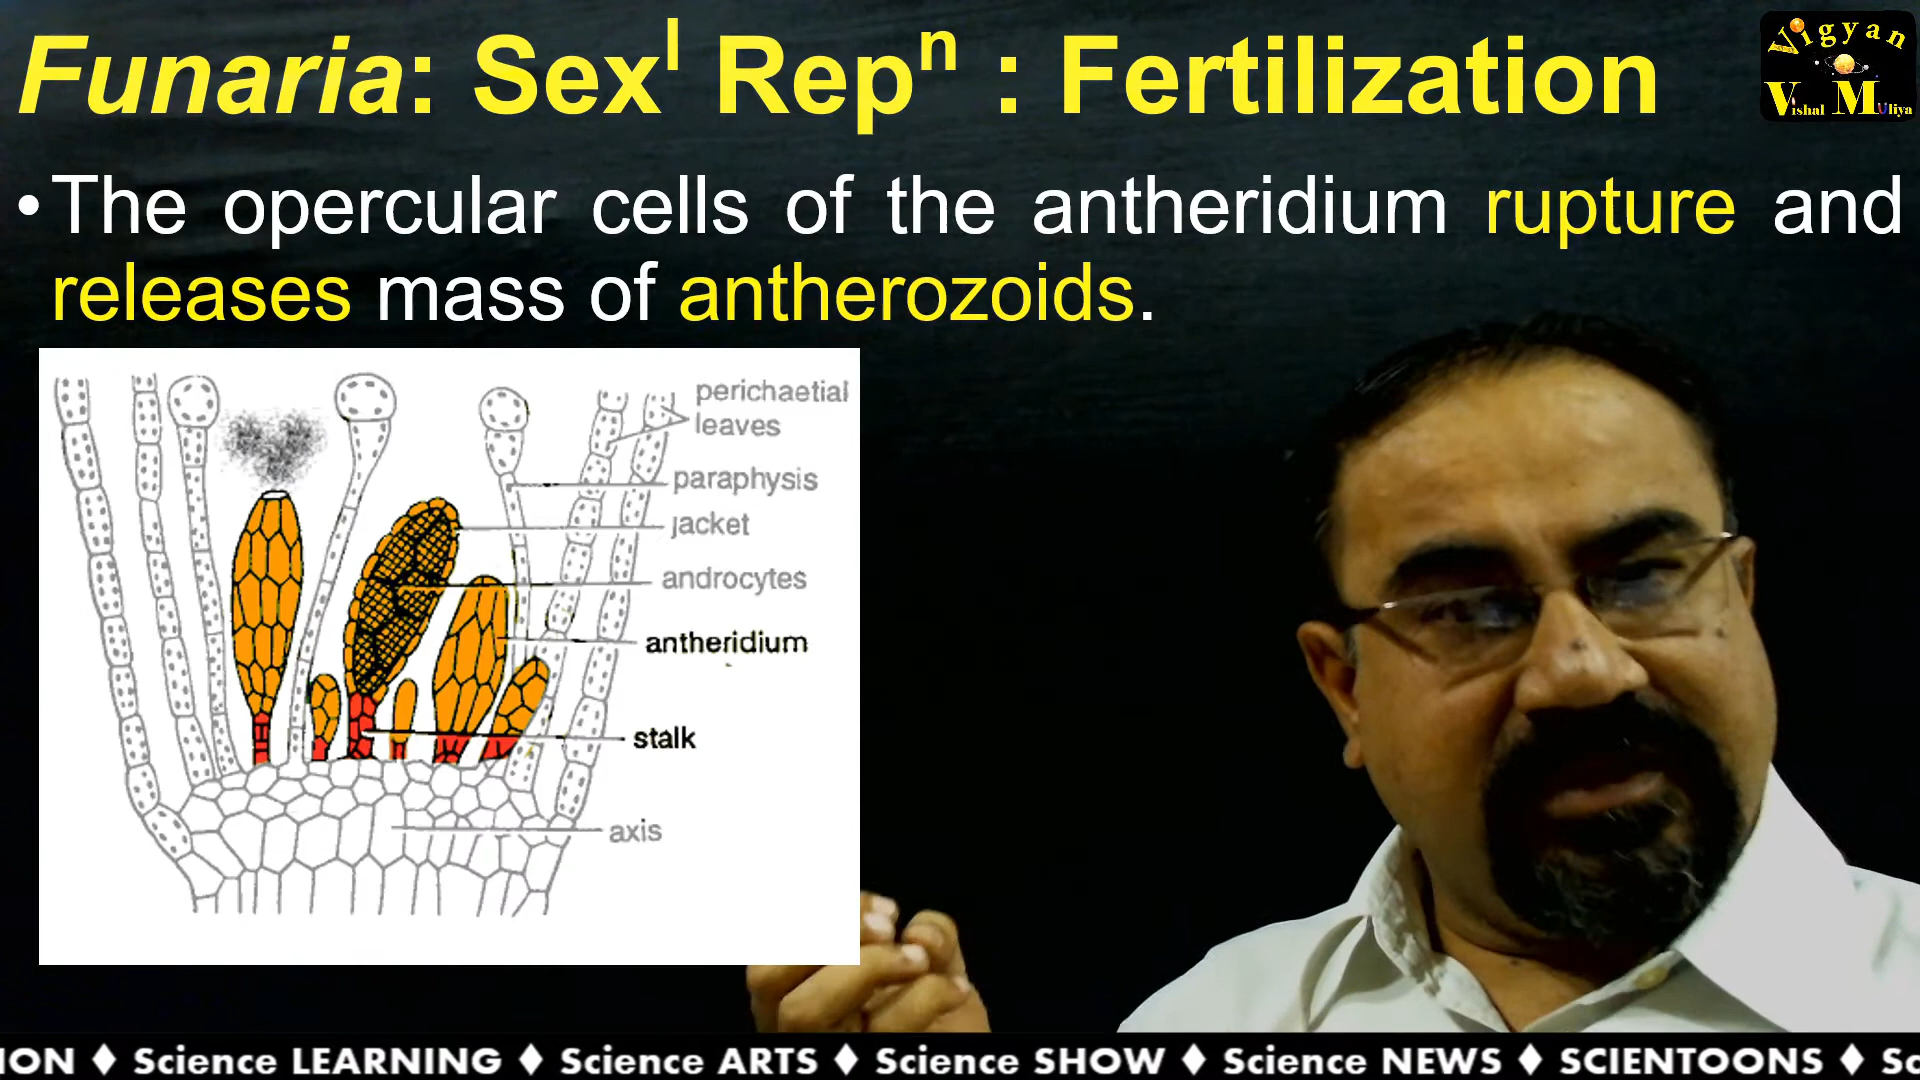 Funaria: Sexˡ Repⁿ : Fertilization
Vigyan
Vishal Muliya
•The opercular cells of the antheridium rupture and
releases mass of antherozoids.
perichaetial
leaves
paraphysis
jacket
androcytes
antheridium
stalk
axis
ION ♦ Science LEARNING ♦ Science ARTS ♦ Science SHOW ♦ Science NEWS ♦ SCIENTOONS ♦ Sc